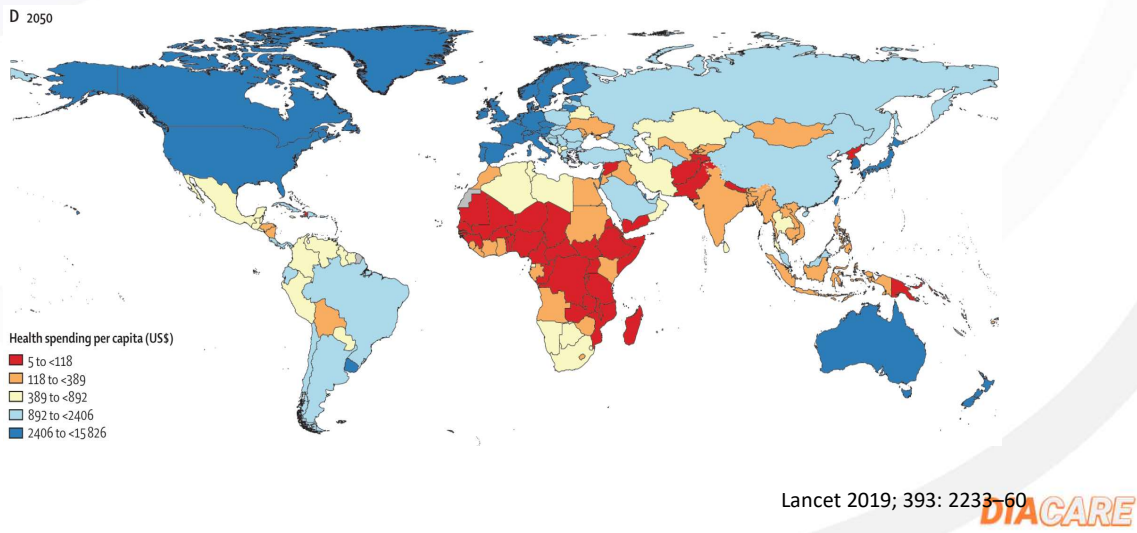 D 2050
Health spending per capita (US$)
5 to <118
118 to <389
389 to <892
892 to <2406
2406 to <15 826
Lancet 2019; 393: 2233–60
DIACARE